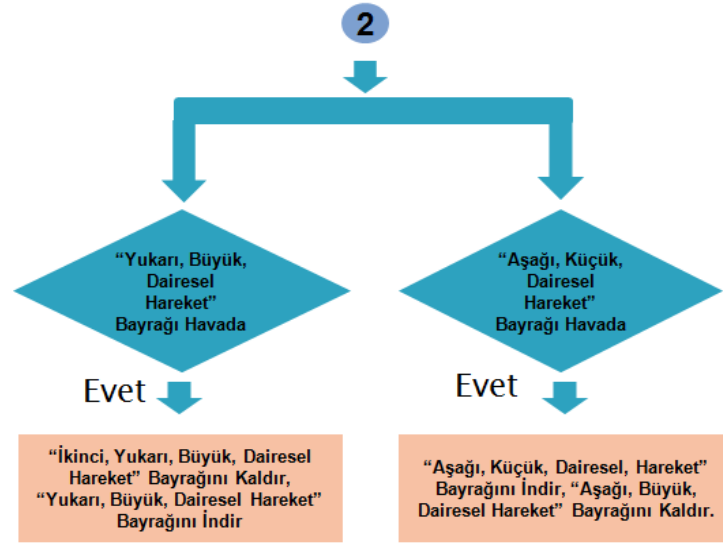 2
“Yukarı, Büyük,
Dairesel
Hareket”
Bayrağı Havada
“Aşağı, Küçük,
Dairesel
Hareket”
Bayrağı Havada
Evet
Evet
“İkinci, Yukarı, Büyük, Dairesel
Hareket” Bayrağını Kaldır,
“Yukarı, Büyük, Dairesel Hareket”
Bayrağını İndir
“Aşağı, Küçük, Dairesel, Hareket”
Bayrağını İndir, “Aşağı, Büyük,
Dairesel Hareket” Bayrağını Kaldır.